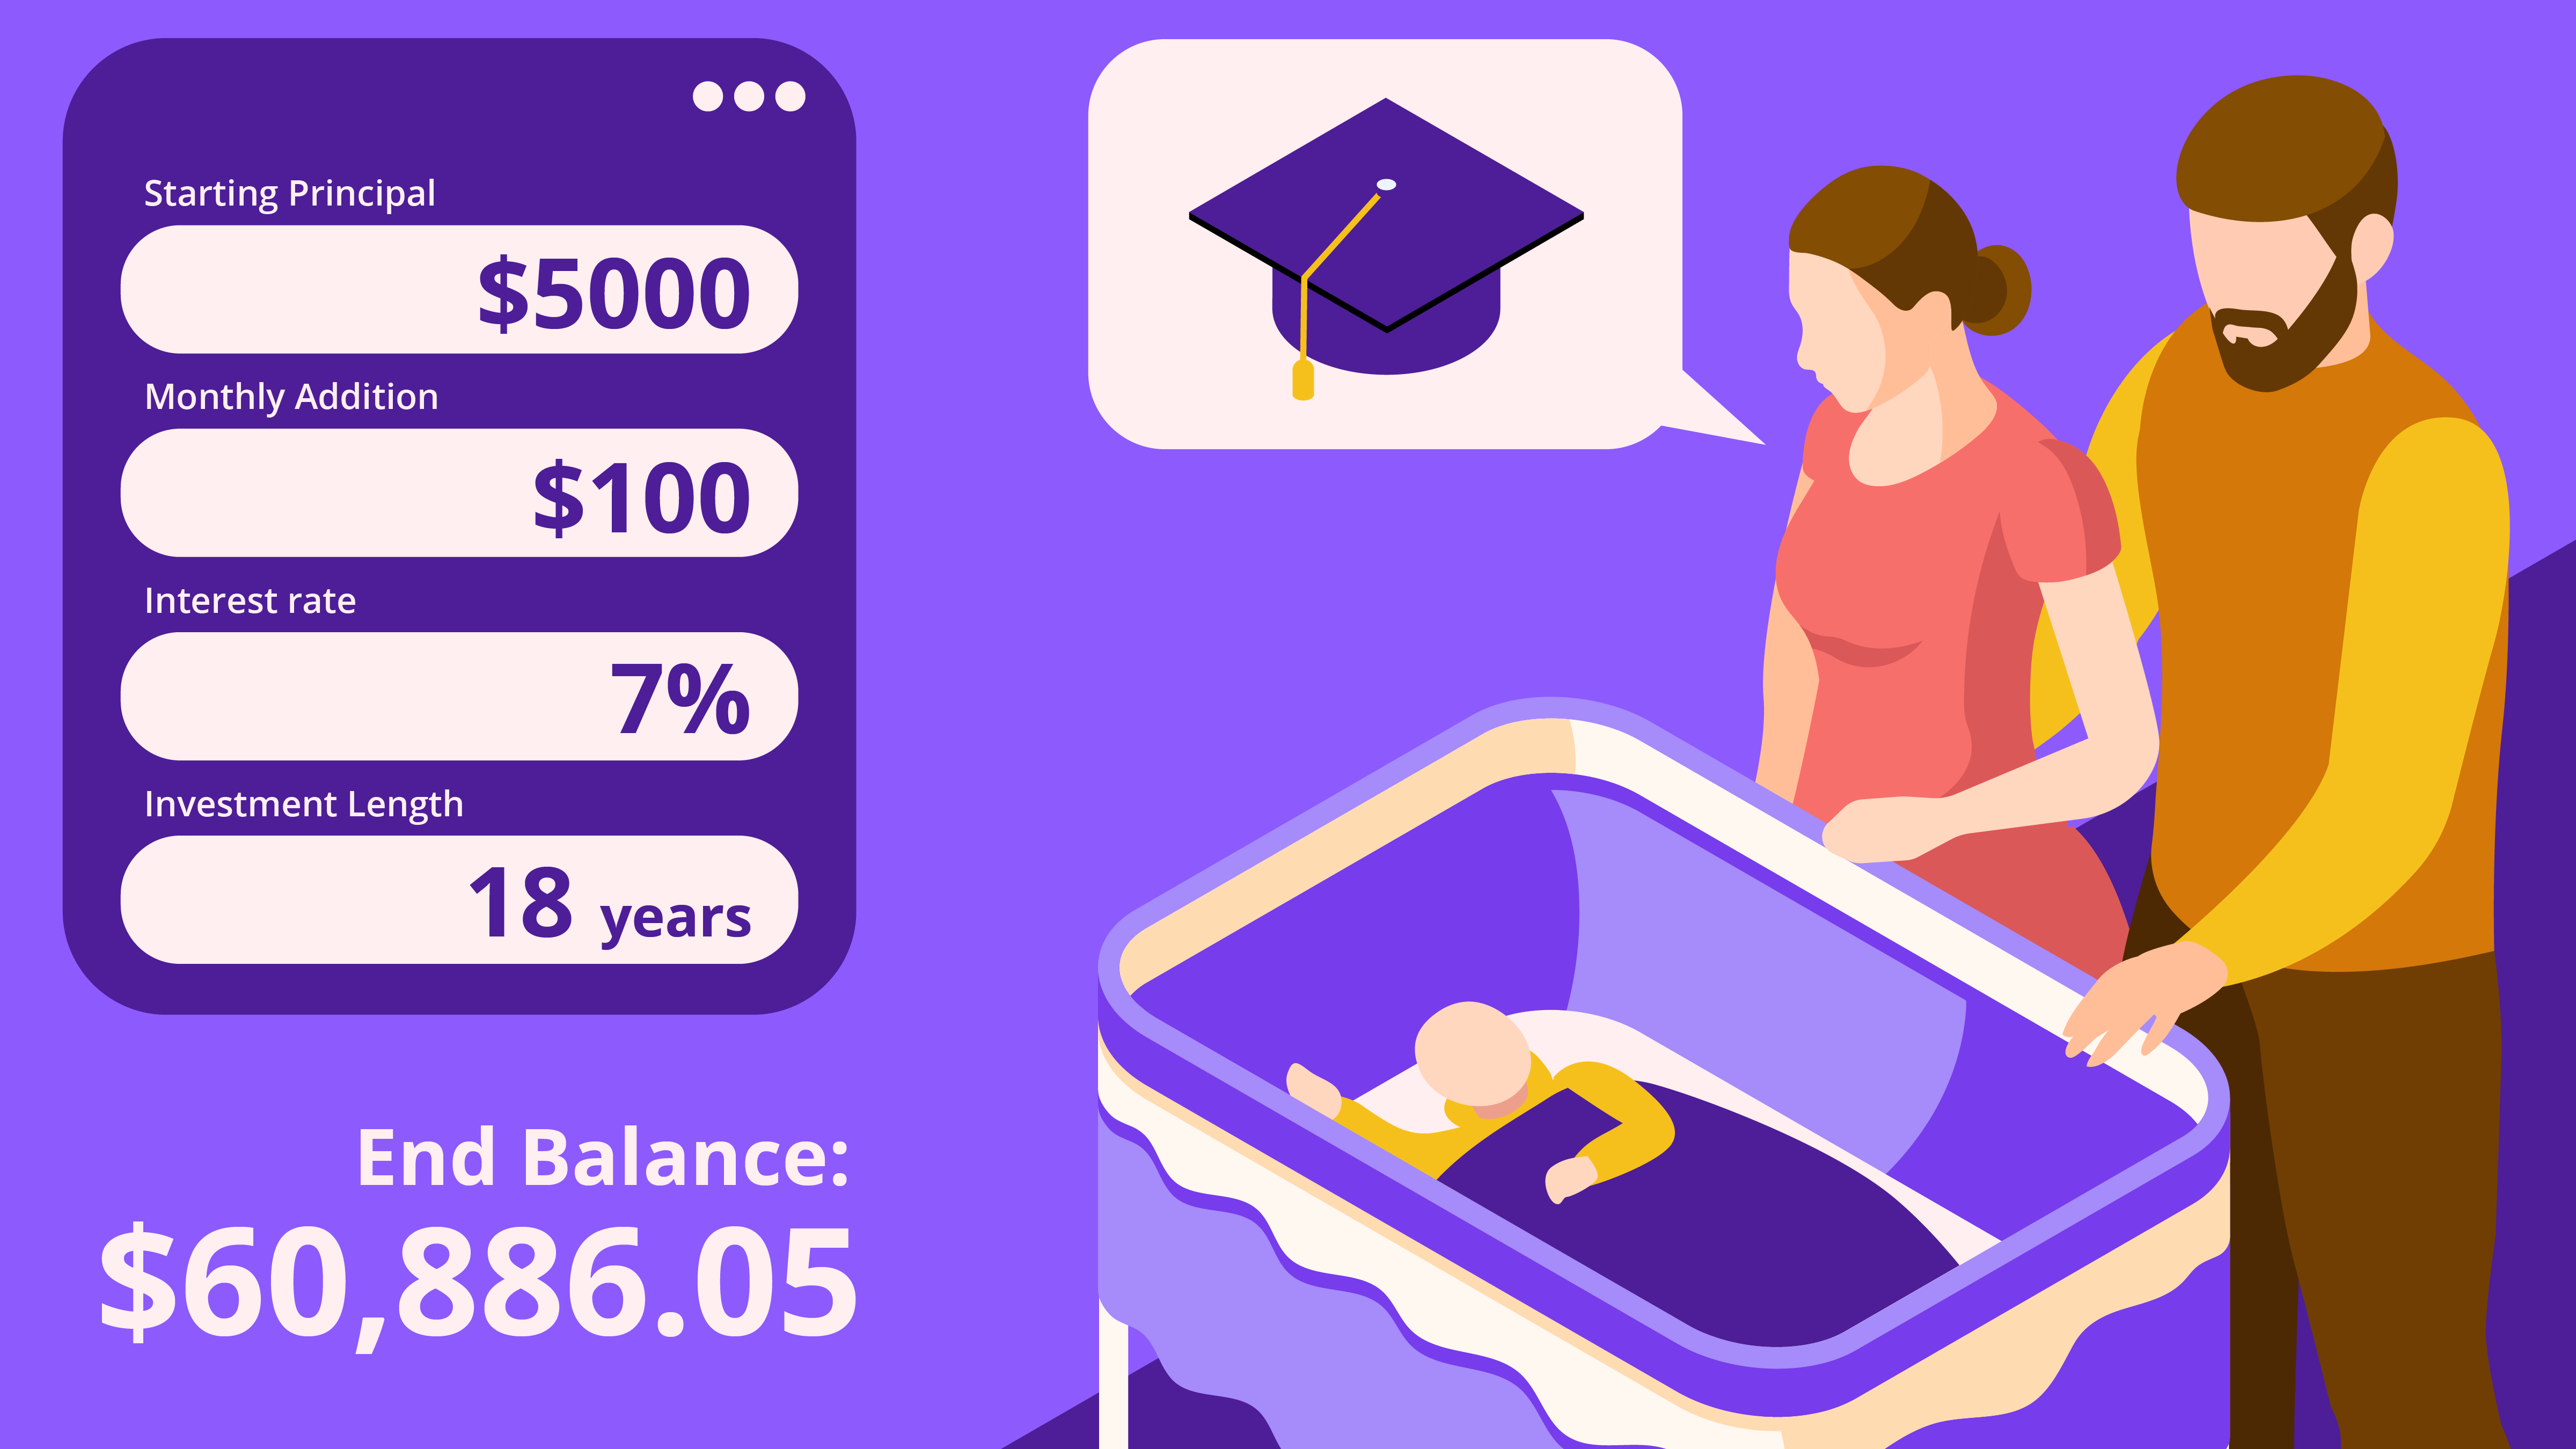 Starting Principal
$5000
Monthly Addition
$100
Interest rate
7%
Investment Length
18 years
End Balance:
$60,886.05